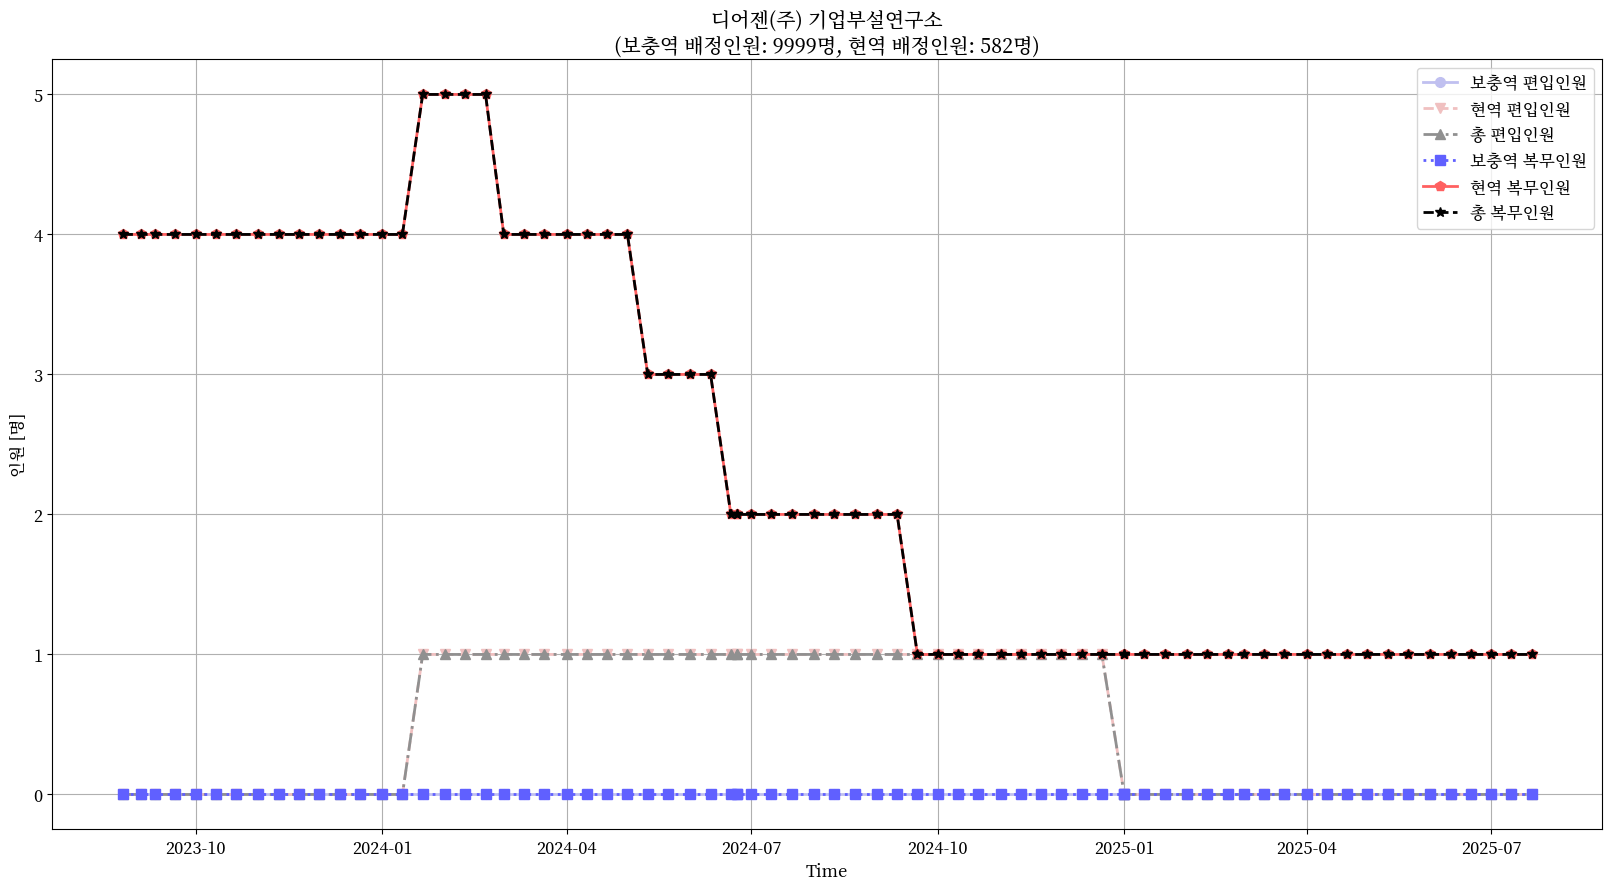 디어젠(주) 기업부설연구소
(보충역 배정인원: 9999명, 현역 배정인원: 582명)
보충역 편입인원
현역 편입인원
총 편입인원
보충역 복무인원
현역 복무인원
총 복무인원
인원 [명]
5
4
3
2
1
0
2023-10
2024-01
2024-04
2024-07
2024-10
2025-01
2025-04
2025-07
Time